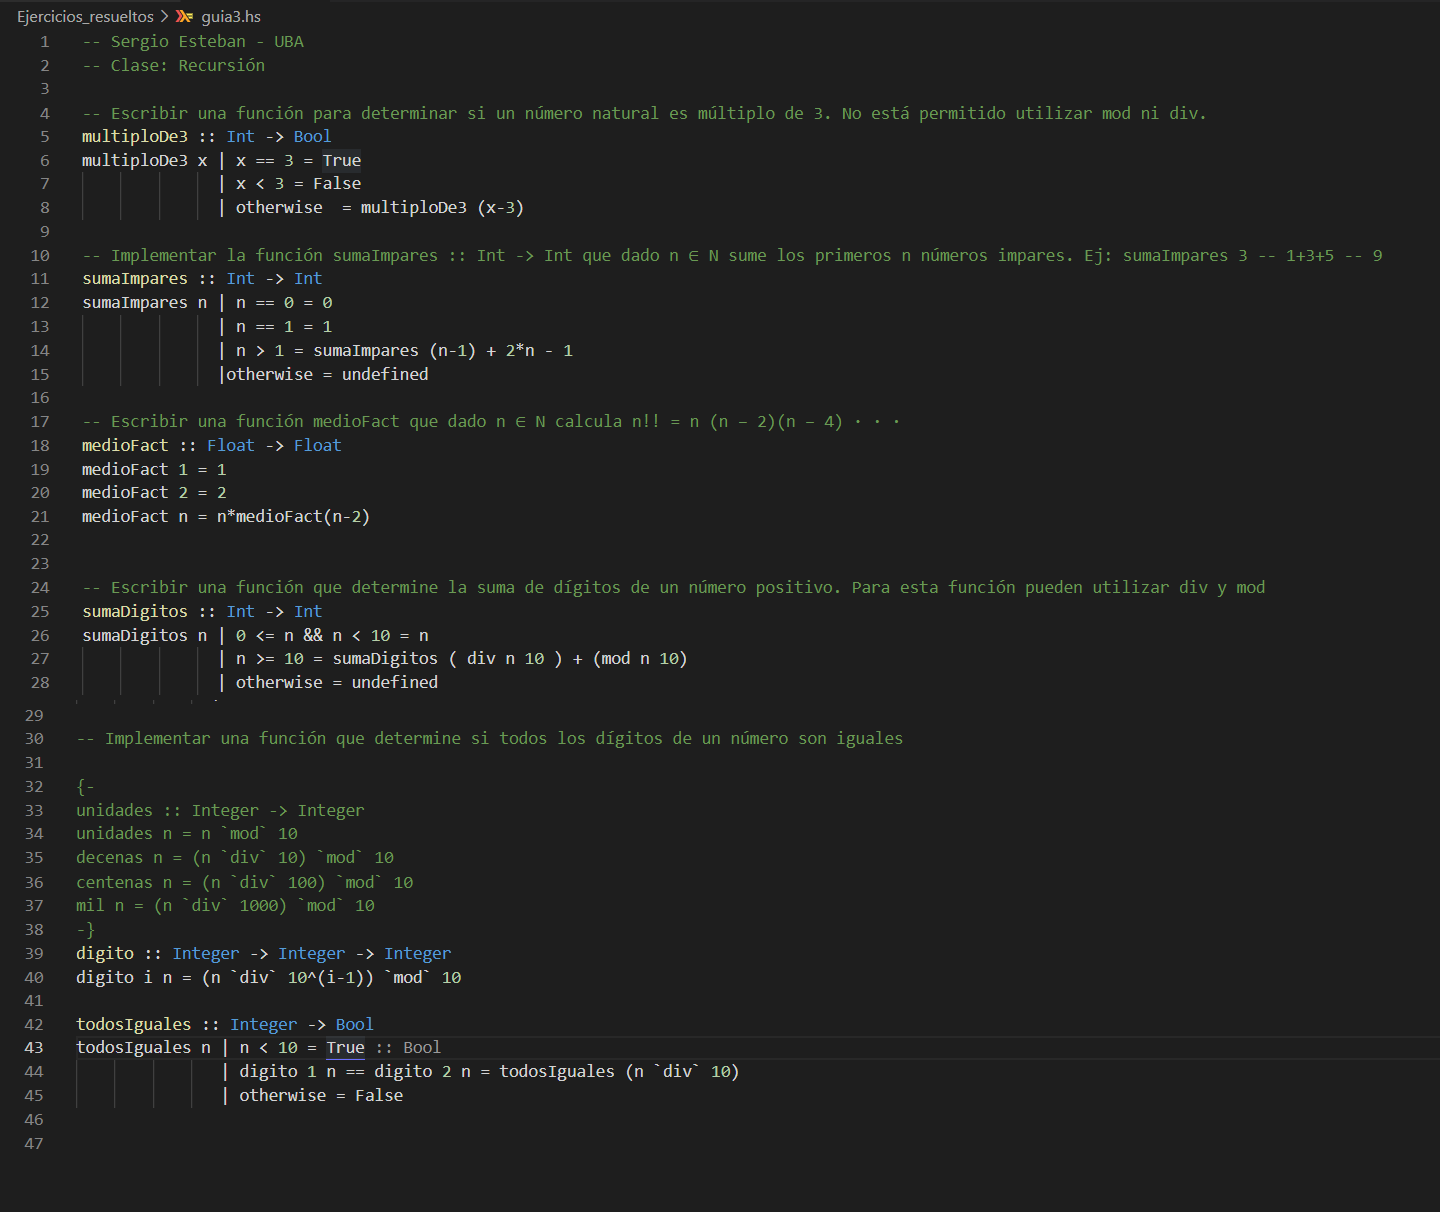 Ejercicios_resueltos > guia3.hs
1 -- Sergio Esteban - UBA
2 -- Clase: Recursión
3
4 -- Escribir una función para determinar si un número natural es múltiplo de 3. No está permitido utilizar mod ni div.
5 multiploDe3 :: Int -> Bool
6 multiploDe3 x | x == 3 = True
7 | x < 3 = False
8 | otherwise  = multiploDe3 (x-3)
9
10 -- Implementar la función sumaImpares :: Int -> Int que dado n ∈ N sume los primeros n números impares. Ej: sumaImpares 3 -- 1+3+5 -- 9
11 sumaImpares :: Int -> Int
12 sumaImpares n | n == 0 = 0
13 | n == 1 = 1
14 | n > 1 = sumaImpares (n-1) + 2*n - 1
15 |otherwise = undefined
16
17 -- Escribir una función medioFact que dado n ∈ N calcula n!! = n (n − 2)(n − 4) · · ·
18 medioFact :: Float -> Float
19 medioFact 1 = 1
20 medioFact 2 = 2
21 medioFact n = n*medioFact(n-2)
22
23
24 -- Escribir una función que determine la suma de dígitos de un número positivo. Para esta función pueden utilizar div y mod
25 sumaDigitos :: Int -> Int
26 sumaDigitos n | 0 <= n && n < 10 = n
27 | n >= 10 = sumaDigitos ( div n 10 ) + (mod n 10)
28 | otherwise = undefined
29
30 -- Implementar una función que determine si todos los dígitos de un número son iguales
31
32 {-
33 unidades :: Integer -> Integer
34 unidades n = n `mod` 10
35 decenas n = (n `div` 10) `mod` 10
36 centenas n = (n `div` 100) `mod` 10
37 mil n = (n `div` 1000) `mod` 10
38 -}
39 digito :: Integer -> Integer -> Integer
40 digito i n = (n `div` 10^(i-1)) `mod` 10
41
42 todosIguales :: Integer -> Bool
43 todosIguales n | n < 10 = True :: Bool
44 | digito 1 n == digito 2 n = todosIguales (n `div` 10)
45 | otherwise = False
46
47